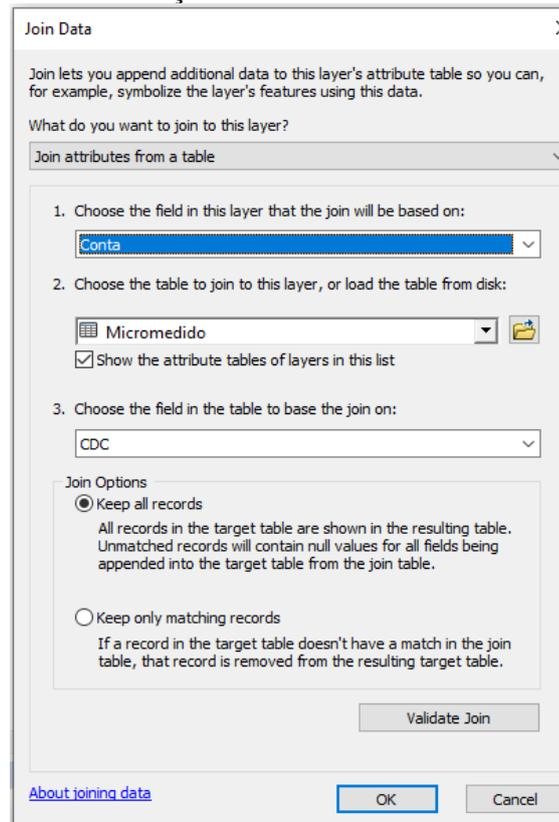 Join Data
Join lets you append additional data to this layer's attribute table so you can,
for example, symbolize the layer's features using this data.
What do you want to join to this layer?
Join attributes from a table
1. Choose the field in this layer that the join will be based on:
Conta
2. Choose the table to join to this layer, or load the table from disk:
Micromedido
Show the attribute tables of layers in this list
3. Choose the field in the table to base the join on:
CDC
Join Options
Keep all records
All records in the target table are shown in the resulting table.
Unmatched records will contain null values for all fields being
appended into the target table from the join table.
Keep only matching records
If a record in the target table doesn't have a match in the join
table, that record is removed from the resulting target table.
Validate Join
About joining data
OK
Cancel